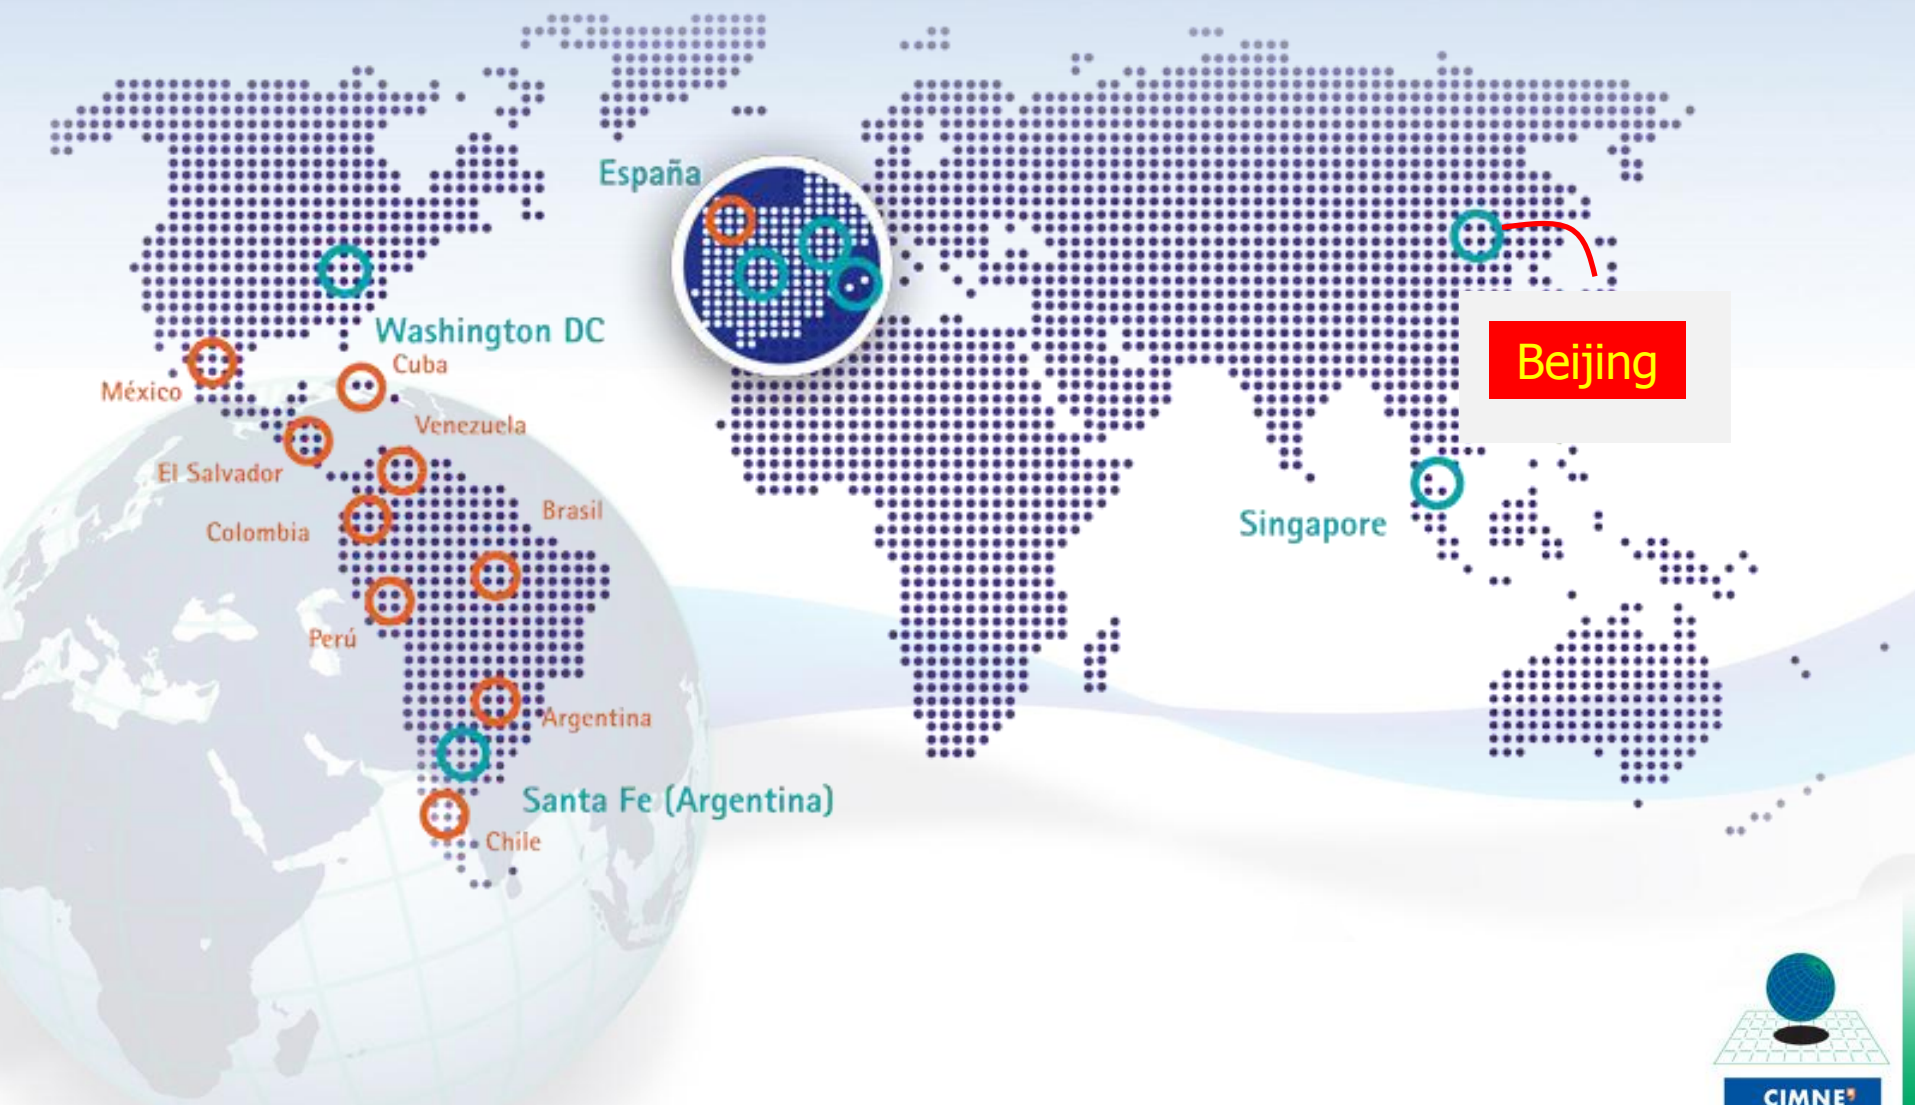 España
Washington DC
Cuba
México
Venezuela
El Salvador
Colombia
Brasil
Perú
Argentina
Santa Fe (Argentina)
Chile
Beijing
Singapore
CIMNE